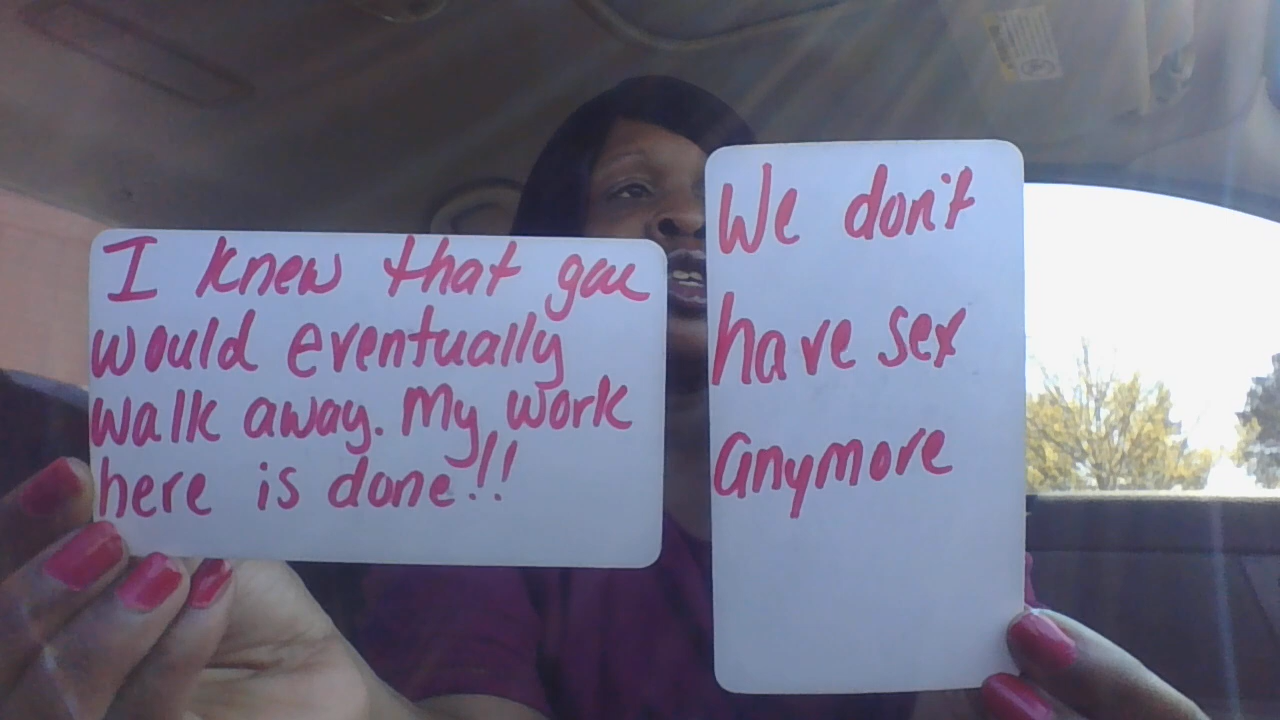 I knew that you
would eventually
walk away. My work
here is done!!
We don't
have sex
anymore